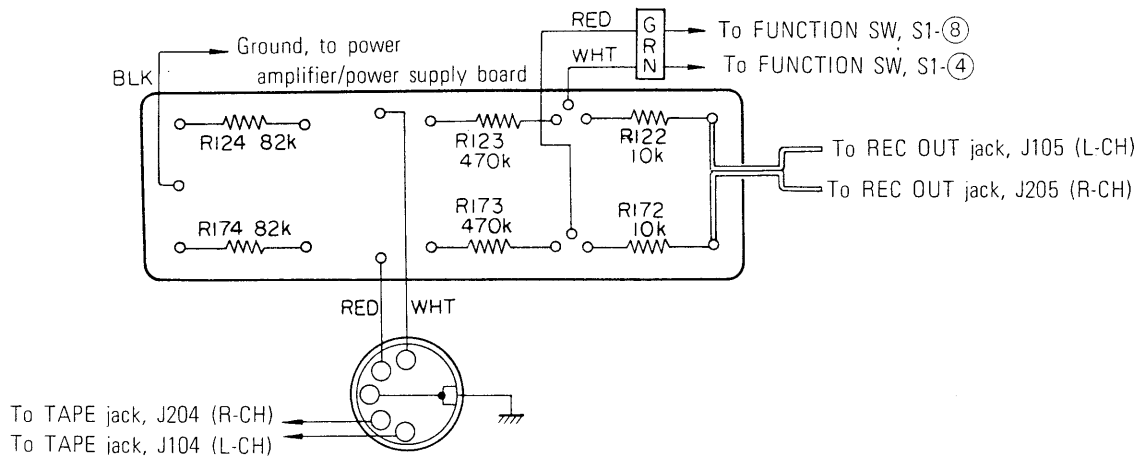 RED
GRN
To FUNCTION SW, S1-⑧
WHT
To FUNCTION SW, S1-④
Ground, to power
amplifier/power supply board
BLK
R124 82k
R123
470k
R122
10k
To REC OUT jack, J105 (L-CH)
To REC OUT jack, J205 (R-CH)
R174 82k
R173
470k
R172
10k
RED
WHT
To TAPE jack, J204 (R-CH)
To TAPE jack, J104 (L-CH)